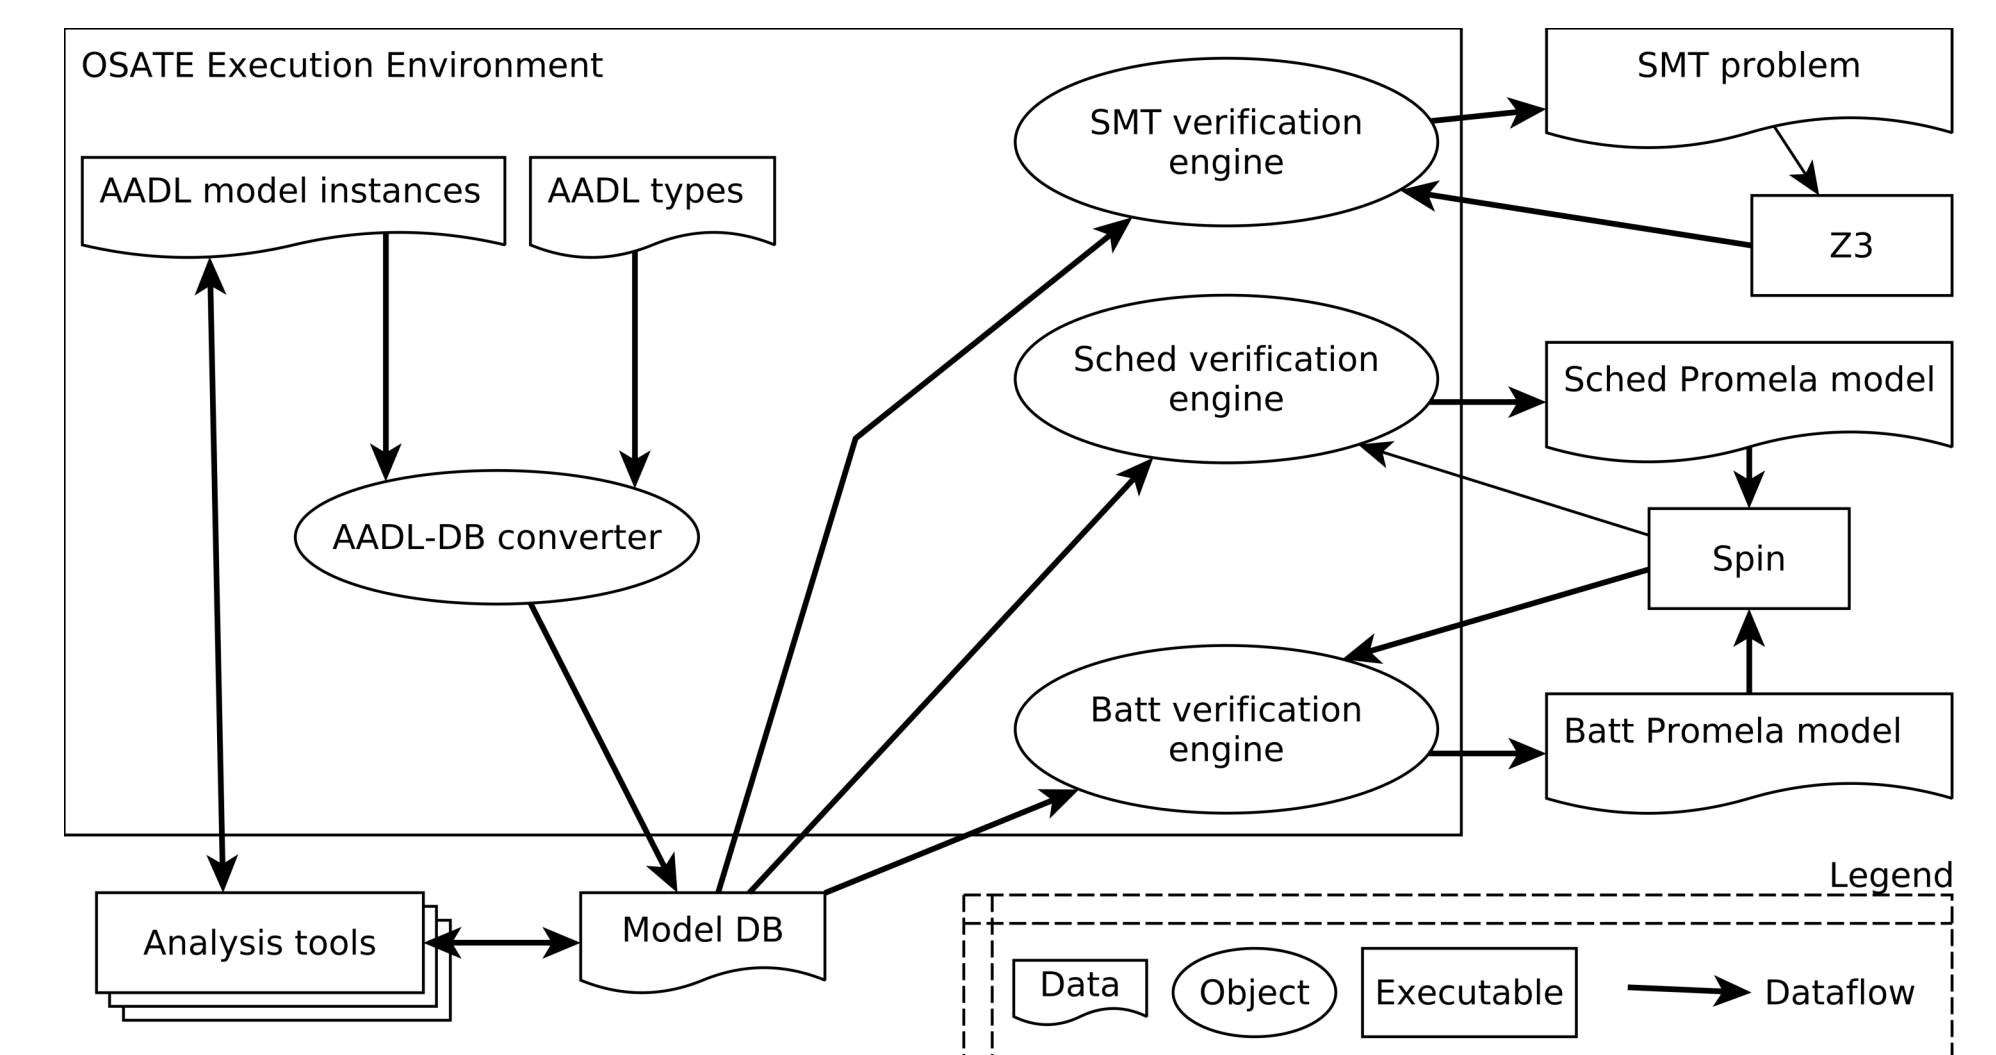 OSATE Execution Environment
SMT problem
SMT verification
engine
AADL model instances
AADL types
Z3
Sched verification
engine
Sched Promela model
AADL-DB converter
Spin
Batt verification
engine
Batt Promela model
Legend
Analysis tools
Model DB
Data
Object
Executable
Dataflow